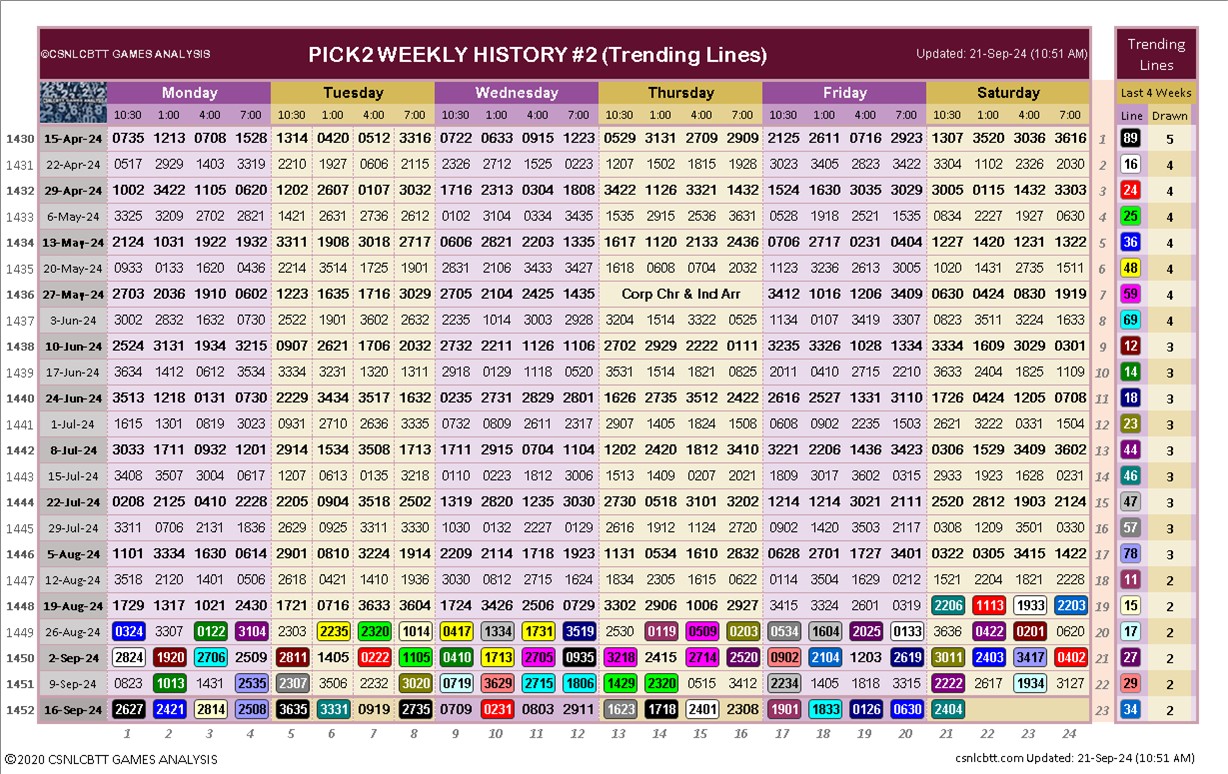 ©CSNLCBTT GAMES ANALYSIS PICK2 WEEKLY HISTORY #2 (Trending Lines) Updated: 21-Sep-24 (10:51 AM) Trending Lines
Monday Tuesday Wednesday Thursday Friday Saturday Last 4 Weeks
10:30 1:00 4:00 7:00 10:30 1:00 4:00 7:00 10:30 1:00 4:00 7:00 10:30 1:00 4:00 7:00 10:30 1:00 4:00 7:00 10:30 1:00 4:00 7:00 Line Drawn
1430 15-Apr-24 0735 1213 0708 1528 1314 0420 0512 3316 0722 0633 0915 1223 0529 3131 2709 2909 2125 2611 0716 2923 1307 3520 3036 3616 1 89 5
1431 22-Apr-24 0517 2929 1403 3319 2210 1927 0606 2115 2326 2712 1525 0223 1207 1502 1815 1928 3023 3405 2823 3422 3304 1102 2326 2030 2 16 4
1432 29-Apr-24 1002 3422 1105 0620 1202 2607 0107 3032 1716 2313 0304 1808 3422 1126 3321 1432 1524 1630 3035 3029 3005 0115 1432 3303 3 24 4
1433 6-May-24 3325 3209 2702 2821 1421 2631 2736 2612 0102 3104 0334 3435 1535 2915 2536 3631 0528 1918 2521 1535 0834 2227 1927 0630 4 25 4
1434 13-May-24 2124 1031 1922 1932 3311 1908 3018 2717 0606 2821 2203 1335 1617 1120 2133 2436 0706 2717 0231 0404 1227 1420 1231 1322 5 36 4
1435 20-May-24 0933 0133 1620 0436 2214 3514 1725 1901 2831 2106 3433 3427 1618 0608 0704 2032 1123 3236 2613 3005 1020 1431 2735 1511 6 48 4
1436 27-May-24 2703 2036 1910 0602 1223 1635 1716 3029 2705 2104 2425 1435 Corp Chr & Ind Arr 3412 1016 1206 3409 0630 0424 0830 1919 7 59 4
1437 3-Jun-24 3002 2832 1632 0730 2522 1901 3602 2632 2235 1014 3003 2928 3204 1514 3322 0525 1134 0107 3419 3307 0823 3511 3224 1633 8 69 4
1438 10-Jun-24 2524 3131 1934 3215 0907 2621 1706 2032 2732 2211 1126 1106 2702 2929 2222 0111 3235 3326 1028 1334 3334 1609 3029 0301 9 12 3
1439 17-Jun-24 3634 1412 0612 3534 3334 3231 1320 1311 2918 0129 1118 0520 3531 1514 1821 0825 2011 0410 2715 2210 3633 2404 1825 1109 10 14 3
1440 24-Jun-24 3513 1218 0131 0730 2229 3434 3517 1632 0235 2731 2829 2801 1626 2735 3512 2422 2616 2527 1331 3110 1726 0424 1205 0708 11 18 3
1441 1-Jul-24 1615 1301 0819 3023 0931 2710 2636 3333 0732 0809 2611 2317 2907 1405 1824 1508 0608 0902 2235 1503 2621 3222 0331 1504 12 23 3
1442 8-Jul-24 3033 1711 0932 1201 2914 1534 3508 1713 1711 2915 0704 1104 1202 2420 1812 3410 3221 2206 1436 3423 0306 1529 3409 3602 13 44 3
1443 15-Jul-24 3408 3507 3004 0617 1207 0613 0135 3218 0110 0223 1812 3006 1513 1409 0207 2021 1809 3017 3602 0315 2933 1923 1628 0231 14 46 3
1444 22-Jul-24 0208 2125 0410 2228 2205 0904 3518 2502 1319 2810 1235 3030 2730 0518 3101 3202 1214 1214 3021 2111 2520 2812 1903 2124 15 47 3
1445 29-Jul-24 3311 0706 2131 1836 2629 0925 3311 3330 1030 0132 2227 0129 2616 1912 1124 2720 0902 1420 3503 2117 0308 1209 3501 0330 16 57 3
1446 5-Aug-24 1101 3334 1630 0614 2901 0810 3224 1914 2209 2114 1718 1923 1131 0534 1610 2832 0628 2701 1727 3401 0322 0305 3415 1422 17 78 3
1447 12-Aug-24 3518 2120 1401 0506 2618 0421 1410 1936 3030 0812 2715 1624 1834 2305 1615 0622 0114 3504 1629 0212 1521 2204 1821 2228 18 11 2
1448 19-Aug-24 1729 1317 1021 2430 1721 0716 3633 3604 1724 3426 2506 0729 3302 2906 1006 2927 3415 3324 2601 0319 2206 1113 1933 2203 19 15 2
1449 26-Aug-24 0324 3307 0122 3104 2303 2235 2320 1014 0417 1334 1731 3519 2530 0119 0509 0203 0534 1604 2025 0133 3636 0422 0201 0620 20 17 2
1450 2-Sep-24 2824 1920 2706 2509 2811 1405 0222 1105 0410 1713 2705 0935 3218 2415 2714 2520 0902 2104 1203 2619 3011 2403 3417 0402 21 27 2
1451 9-Sep-24 0823 1013 1431 2535 2307 3506 2232 3020 0719 3629 2715 1806 1429 2320 0515 3412 2234 1405 1818 3315 2222 2617 1934 3127 22 29 2
1452 16-Sep-24 2627 2421 2814 2508 3635 3331 0919 2735 0709 0231 0803 2911 1623 1718 2401 2308 1901 1833 0126 0630 2404 23 34 2
1 2 3 4 5 6 7 8 9 10 11 12 13 14 15 16 17 18 19 20 21 22 23 24
©2020 CSNLCBTT GAMES ANALYSIS csnlcbtt.com Updated: 21-Sep-24 (10:51 AM)